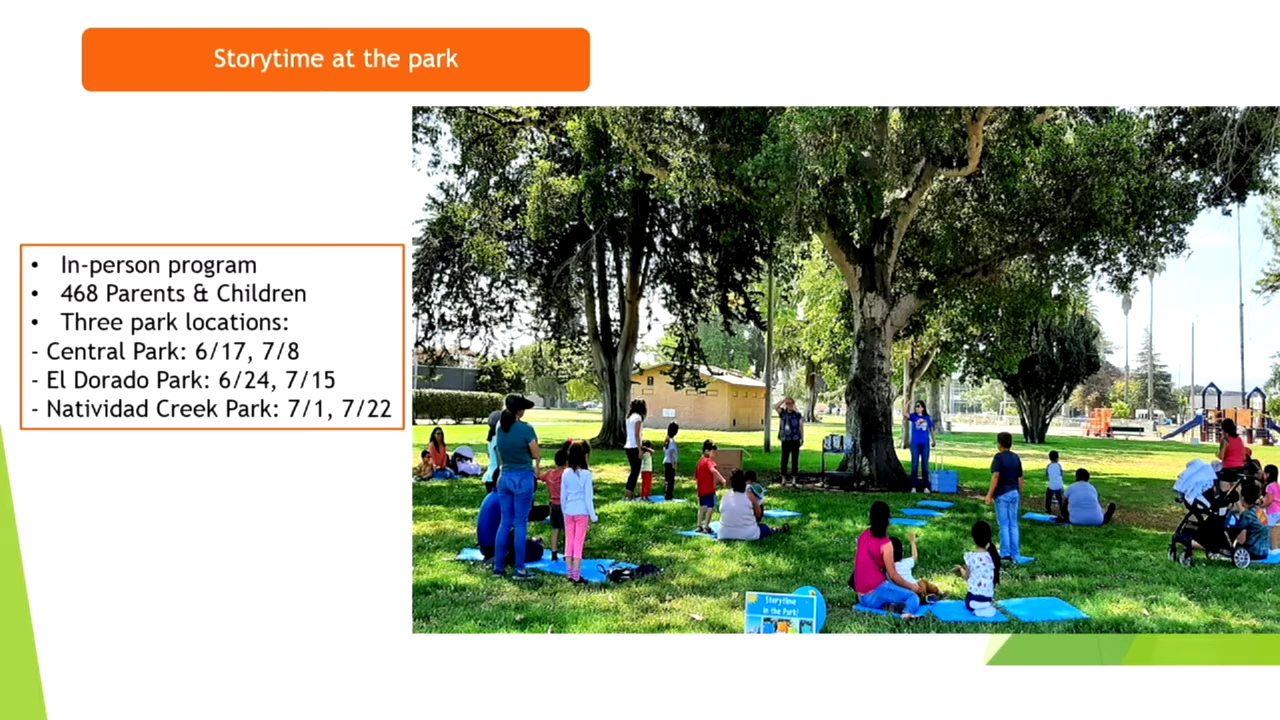 Storytime at the park
• In-person program
• 468 Parents & Children
• Three park locations:
- Central Park: 6/17, 7/8
- El Dorado Park: 6/24, 7/15
- Natividad Creek Park: 7/1, 7/22
Storytime
in the Park!